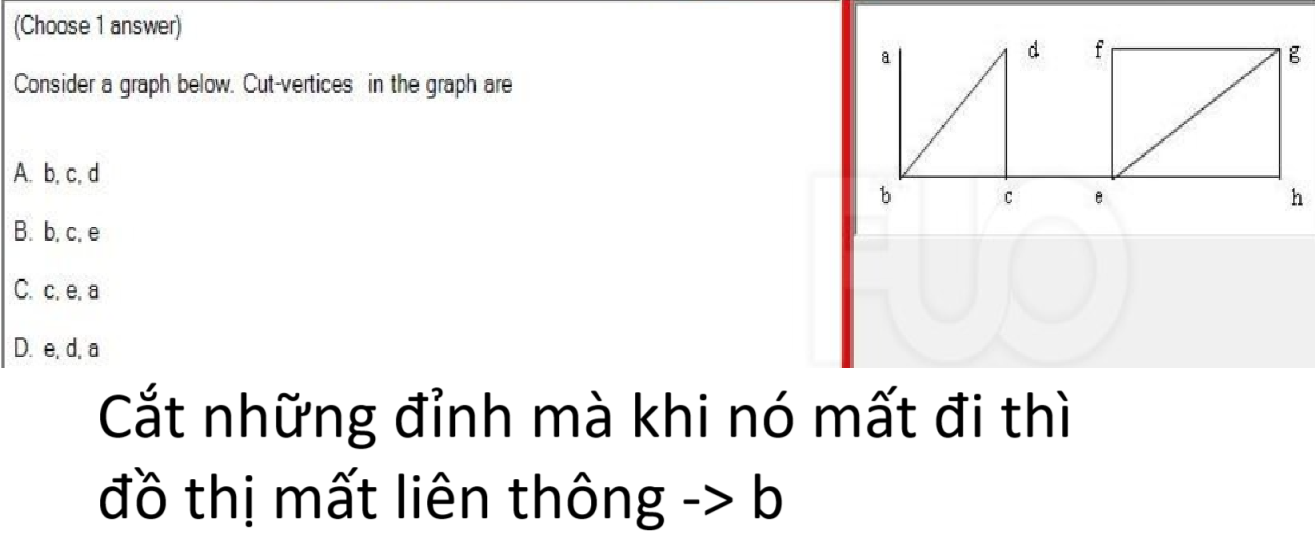 (Choose 1 answer)
Consider a graph below. Cut-vertices in the graph are
A. b, c, d
B. b, c, e
C. c, e, a
D. e, d, a
a
d
f
g
b
c
e
h
FUO
Cắt những đỉnh mà khi nó mất đi thì
đồ thị mất liên thông -> b